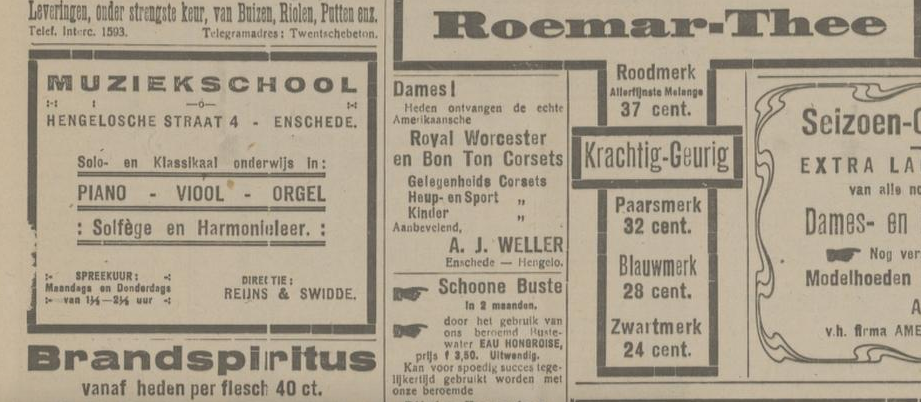 Leveringen, onder strengste keur, van Buizen, Riolen, Putten enz.
Telef. Interc. 1593. Telegramadres: Twentschebeton.
MUZIEKSCHOOL
HENGELOSCHE STRAAT 4 - ENSCHEDE.
Solo- en Klassikaal onderwijs in:
PIANO - VIOOL - ORGEL
: Solfège en Harmonieleer. :
SPREEKUUR:
Maandags en Donderdags
van 1½—2½ uur
DIRECTIE:
REIJNS & SWIDDE.
Brandspiritus
vanaf heden per flesch 40 ct.
Dames!
Heden ontvangen de echte
Amerikaansche
Royal Worcester
en Bon Ton Corsets
Gelegenheids Corsets
Heup- en Sport „
Kinder „
Aanbevelend,
A. J. WELLER
Enschede — Hengelo.
Schoone Buste
in 2 maanden.
door het gebruik van
ons beroemd Buste-
water EAU HONGROISE,
prijs f 3,50. Uitwendig.
Kan voor spoedig succes tege-
lijkertijd gebruikt worden met
onze beroemde
Roemar-Thee
Roodmerk
Allerfijnste Melange
37 cent.
Krachtig-Geurig
Paarsmerk
32 cent.
Blauwmerk
28 cent.
Zwartmerk
24 cent.
Seizoen-
EXTRA LA
van alle
Dames- en
Nog ver
Modelhoeden
A
v.h. firma AME